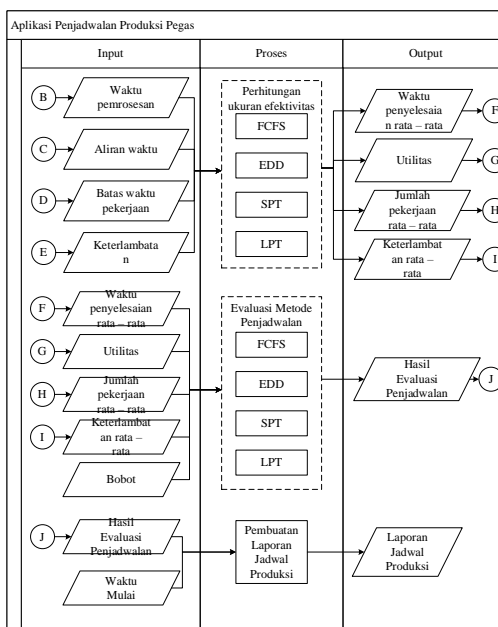 Aplikasi Penjadwalan Produksi Pegas
Input
Proses
Output
B
Waktu
pemrosesan
C
Aliran waktu
D
Batas waktu
pekerjaan
E
Keterlambata
n
Perhitungan
ukuran efektivitas
FCFS
EDD
SPT
LPT
Waktu
penyelesaia
n rata – rata
F
Utilitas
G
Jumlah
pekerjaan
rata – rata
H
Keterlambat
an rata –
rata
I
F
Waktu
penyelesaian
rata – rata
G
Utilitas
H
Jumlah
pekerjaan
rata – rata
I
Keterlambat
an rata –
rata
Bobot
Evaluasi Metode
Penjadwalan
FCFS
EDD
SPT
LPT
Hasil
Evaluasi
Penjadwalan
J
J
Hasil
Evaluasi
Penjadwalan
Waktu
Mulai
Pembuatan
Laporan
Jadwal
Produksi
Laporan
Jadwal
Produksi